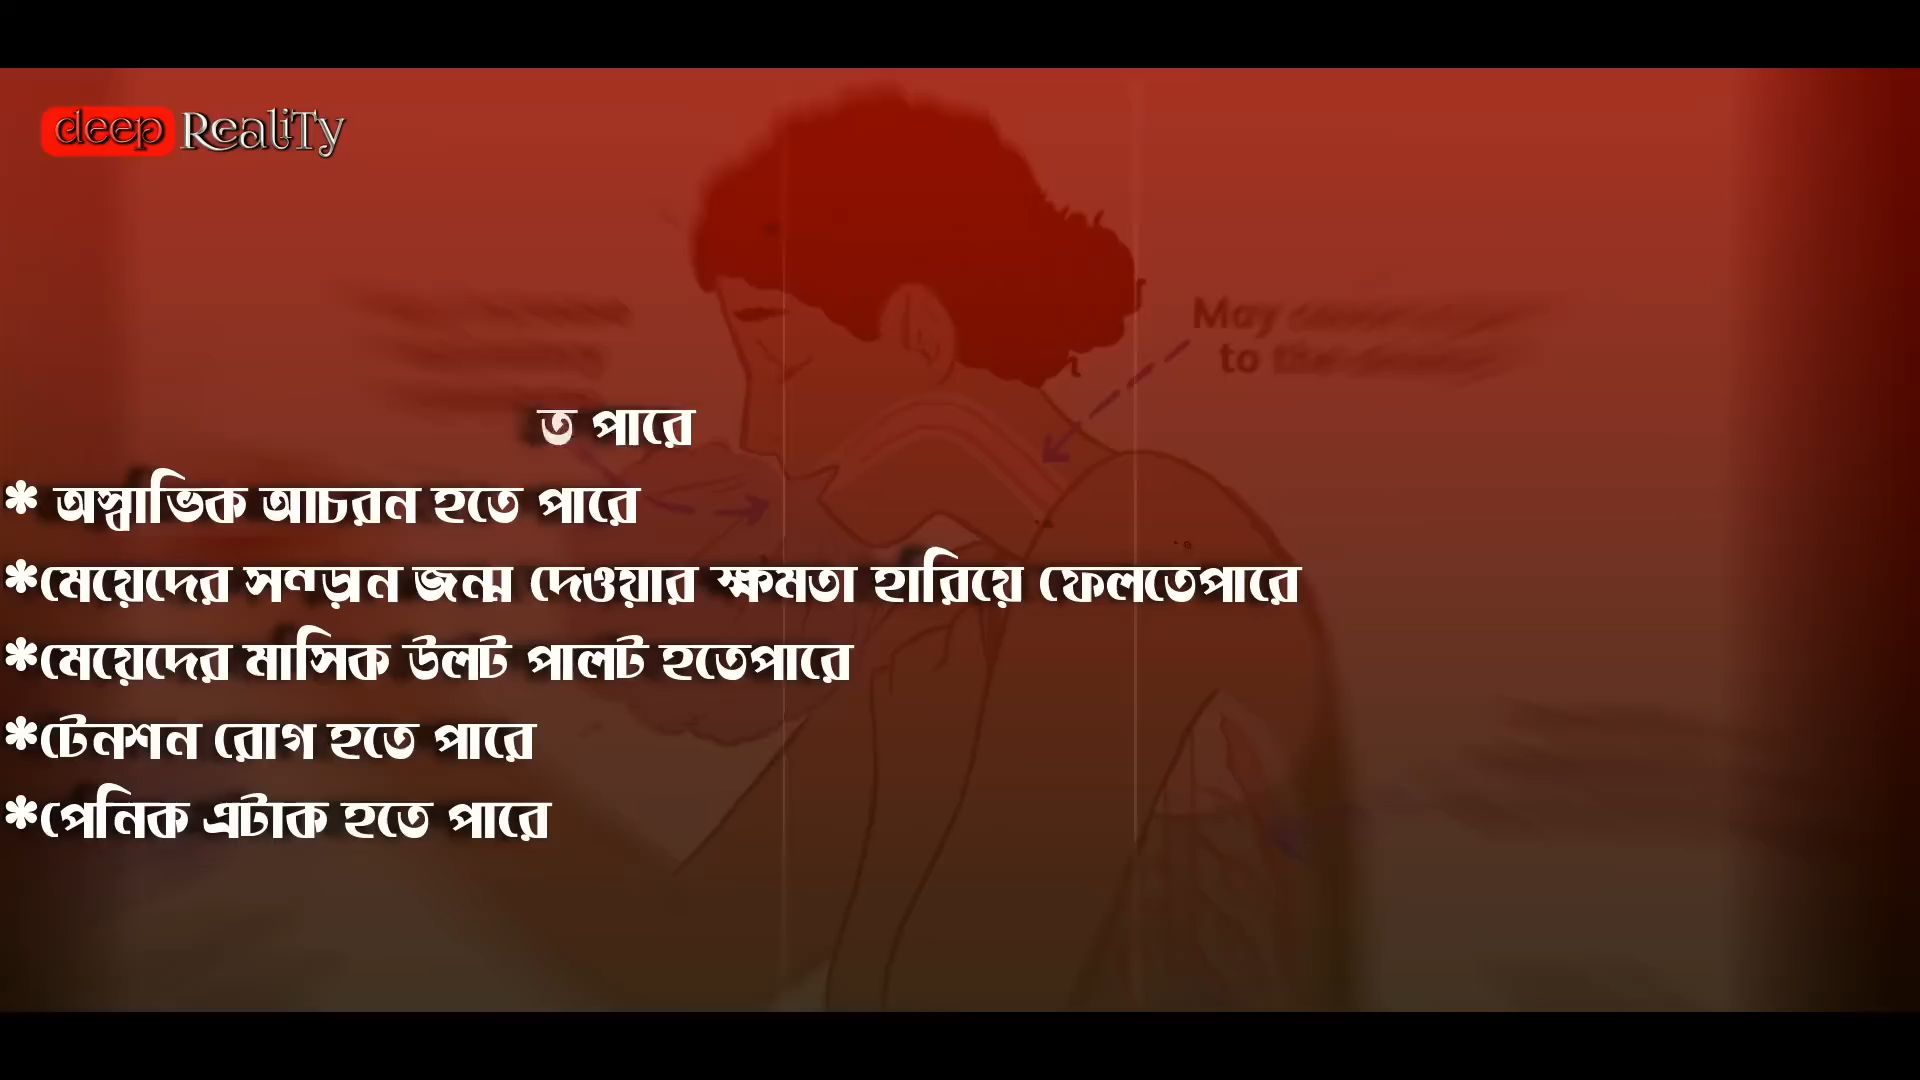 deep RealiTy
May
to the
ত পারে
* অস্বাভিক আচরন হতে পারে
*মেয়েদের সন্তান জন্ম দেওয়ার ক্ষমতা হারিয়ে ফেলতেপারে
*মেয়েদের মাসিক উলট পালট হতেপারে
*টেনশন রোগ হতে পারে
*পেনিক এটাক হতে পারে